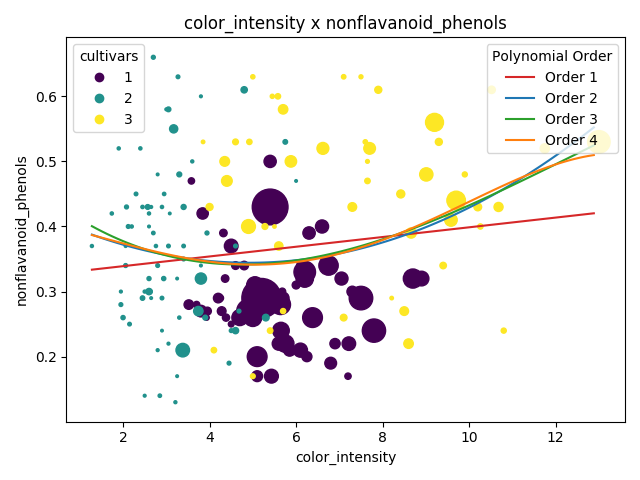 color_intensity x nonflavanoid_phenols
cultivars
1
2
3
Polynomial Order
Order 1
Order 2
Order 3
Order 4
0.6
0.5
0.4
0.3
0.2
2 4 6 8 10 12
color_intensity
nonflavanoid_phenols